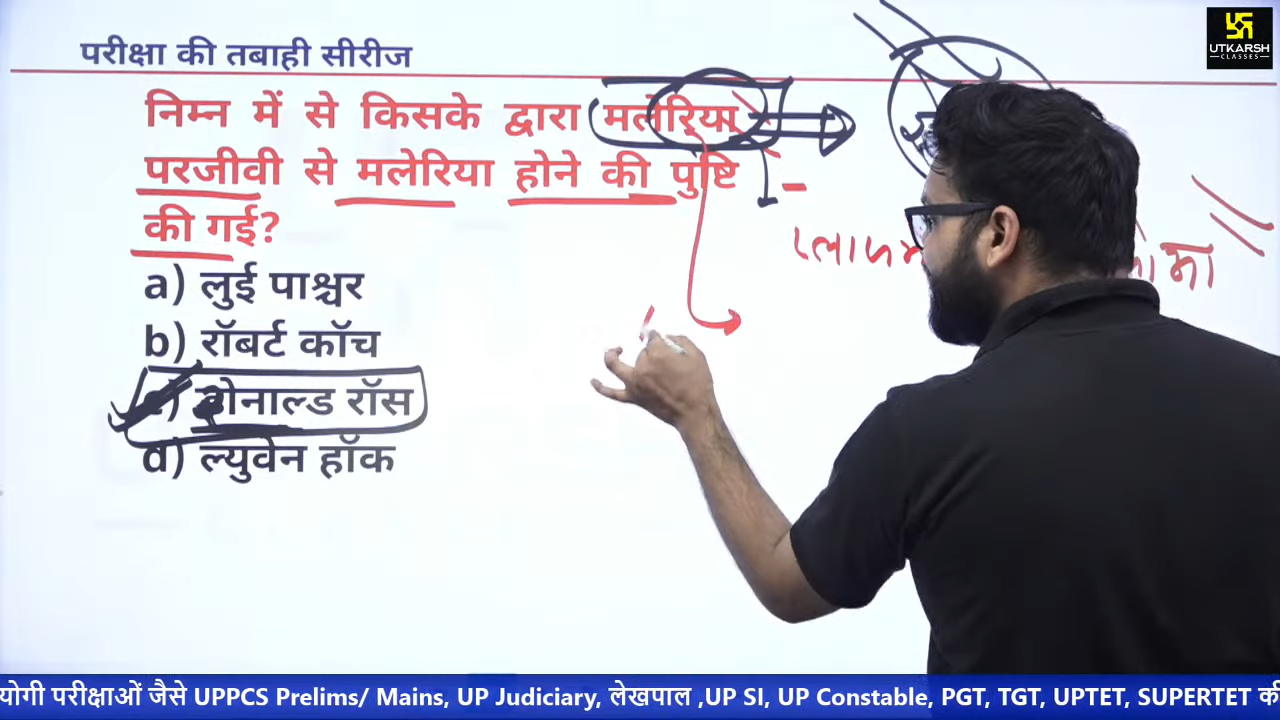 परीक्षा की तबाही सीरीज
UTKARSH
CLASSES
निम्न में से किसके द्वारा मलेरिया
परजीवी से मलेरिया होने की पुष्टि
की गई?
a) लुई पाश्चर
b) रॉबर्ट कॉच
c) रोनाल्ड रॉस
d) ल्युवेन हॉक
योगी परीक्षाओं जैसे UPPCS Prelims/ Mains, UP Judiciary, लेखपाल ,UP SI, UP Constable, PGT, TGT, UPTET, SUPERTET की